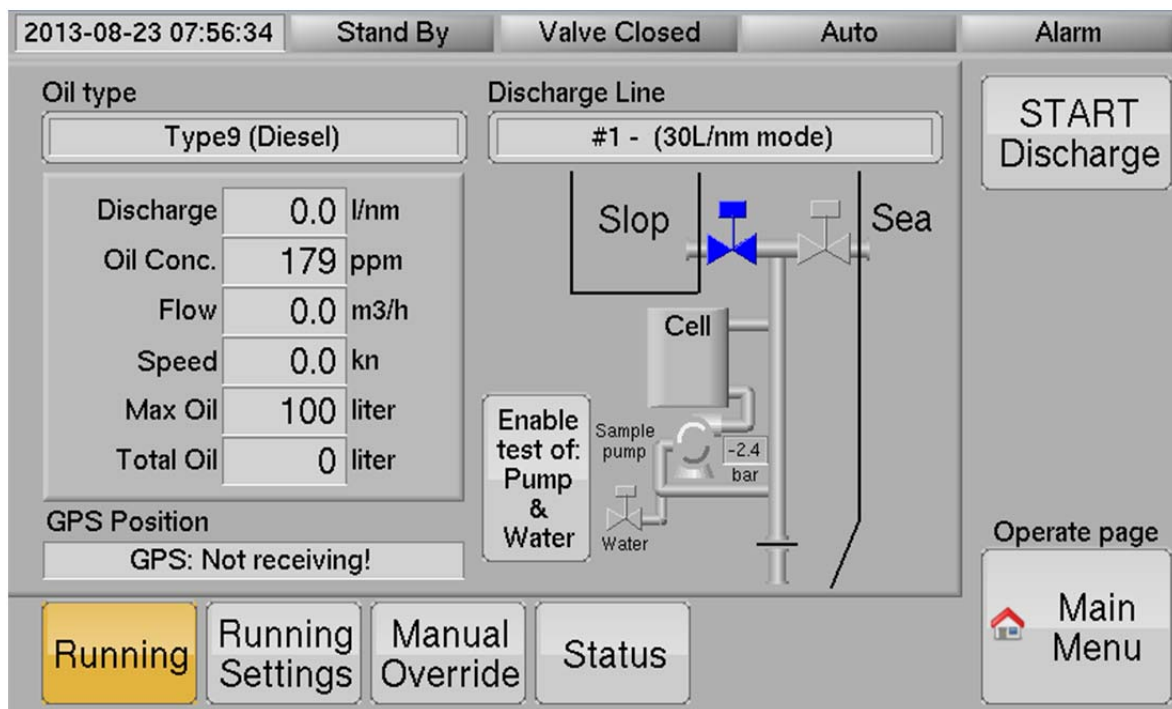 2013-08-23 07:56:34 Stand By Valve Closed Auto Alarm
Oil type
Type9 (Diesel)
Discharge 0.0 l/nm
Oil Conc. 179 ppm
Flow 0.0 m3/h
Speed 0.0 kn
Max Oil 100 liter
Total Oil 0 liter
GPS Position
GPS: Not receiving!
Discharge Line
#1 - (30L/nm mode)
Slop
Sea
Cell
Enable
test of:
Pump
&
Water
Sample
pump
-2.4
bar
Water
START
Discharge
Operate page
Main
Menu
Running
Running
Settings
Manual
Override
Status